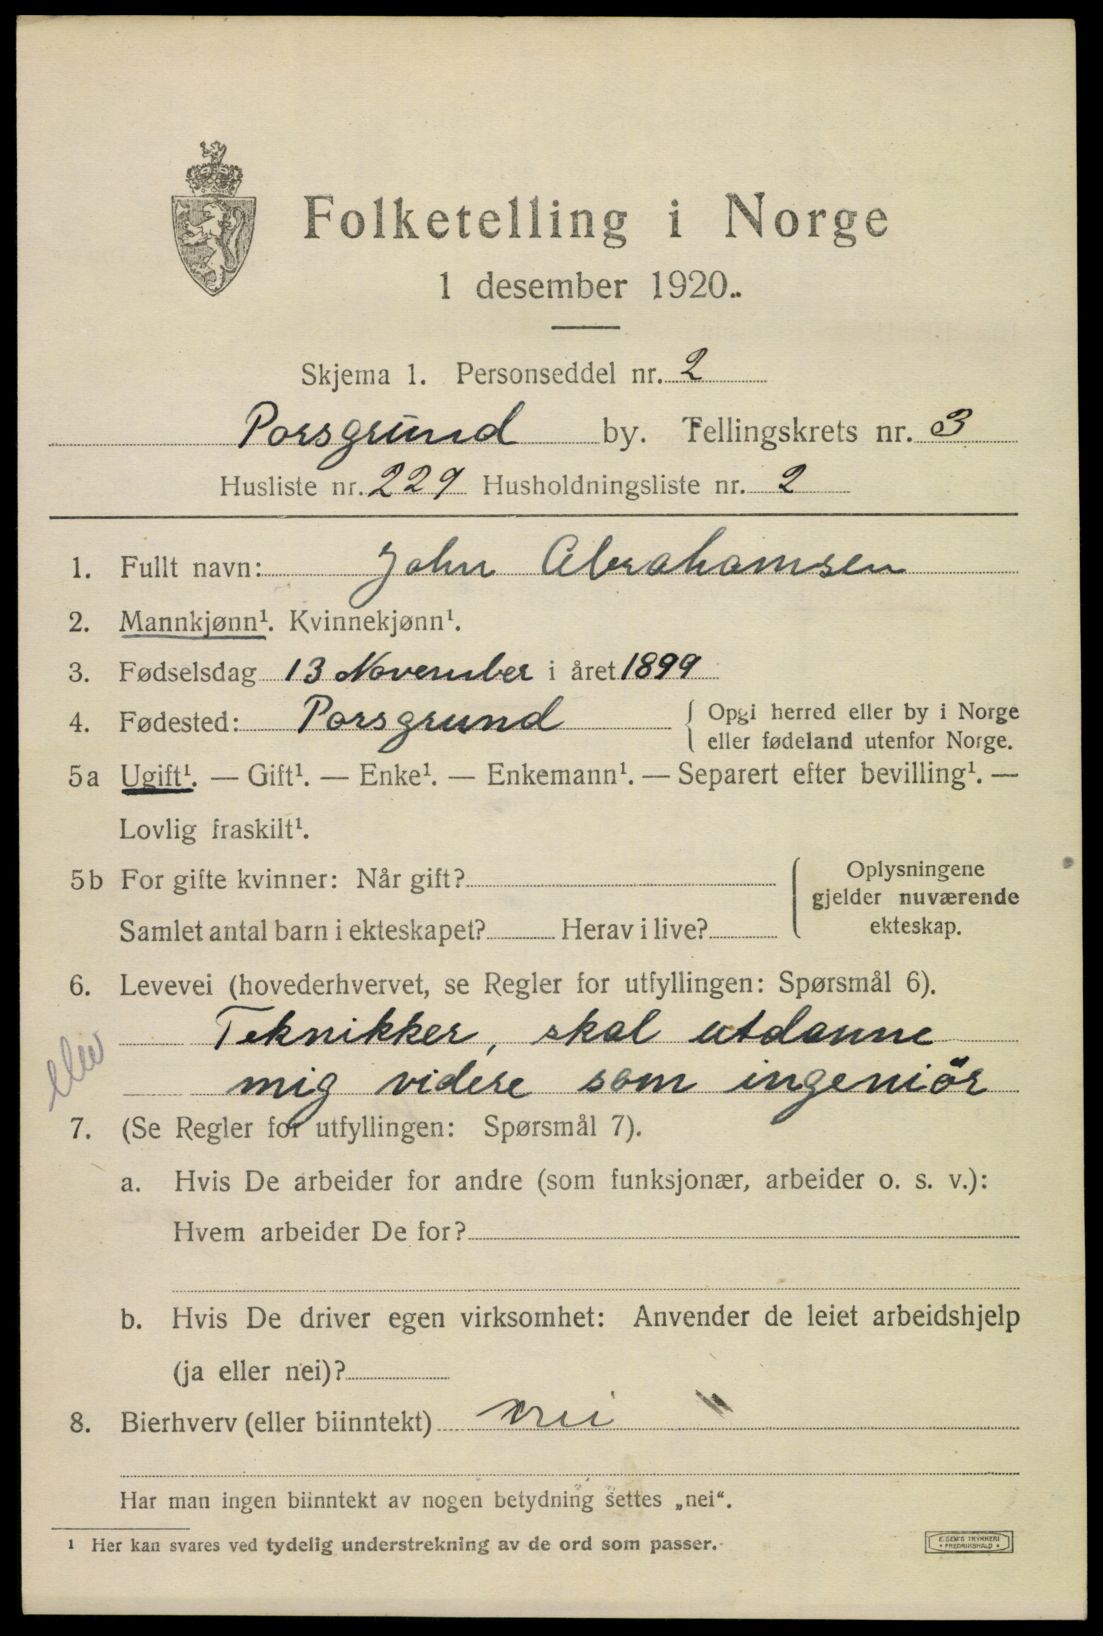 Folketelling i Norge
1 desember 1920.
Skjema 1. Personseddel nr. 2
Porsgrund by. Tellingskrets nr. 3
Husliste nr. 229 Husholdningsliste nr. 2
1. Fullt navn: John Abrahamsen
2. Mannkjønn¹. Kvinnekjønn¹.
3. Fødselsdag 13 November i året 1899
4. Fødested: Porsgrund { Opgi herred eller by i Norge
eller fødeland utenfor Norge.
5a Ugift¹. — Gift¹. — Enke¹. — Enkemann¹. — Separert efter bevilling¹. —
Lovlig fraskilt¹.
5b For gifte kvinner: Når gift? { Oplysningene
gjelder nuværende
ekteskap.
Samlet antal barn i ekteskapet? Herav i live?
6. Levevei (hovederhvervet, se Regler for utfyllingen: Spørsmål 6).
Teknikker, skal utdanne
elev
mig videre som ingeniör
7. (Se Regler for utfyllingen: Spørsmål 7).
a. Hvis De arbeider for andre (som funksjonær, arbeider o. s. v.):
Hvem arbeider De for?
b. Hvis De driver egen virksomhet: Anvender de leiet arbeidshjelp
(ja eller nei)?
8. Bierhverv (eller biinntekt) nei
Har man ingen biinntekt av nogen betydning settes „nei“.
¹ Her kan svares ved tydelig understrekning av de ord som passer.
E. SEM'S TRYKKERI
* FREDRIKSHALD *